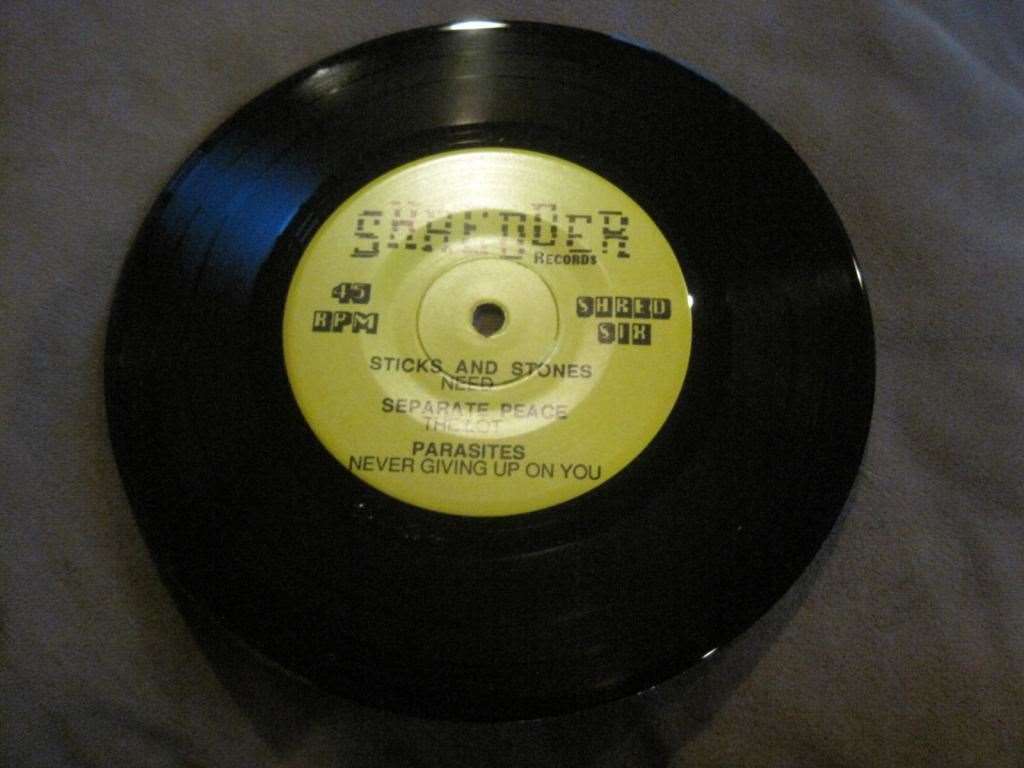 SHREDDER
RECORDS
45
RPM
SHRED
SIX
STICKS AND STONES
NEED
SEPARATE PEACE
THE LOT
PARASITES
NEVER GIVING UP ON YOU